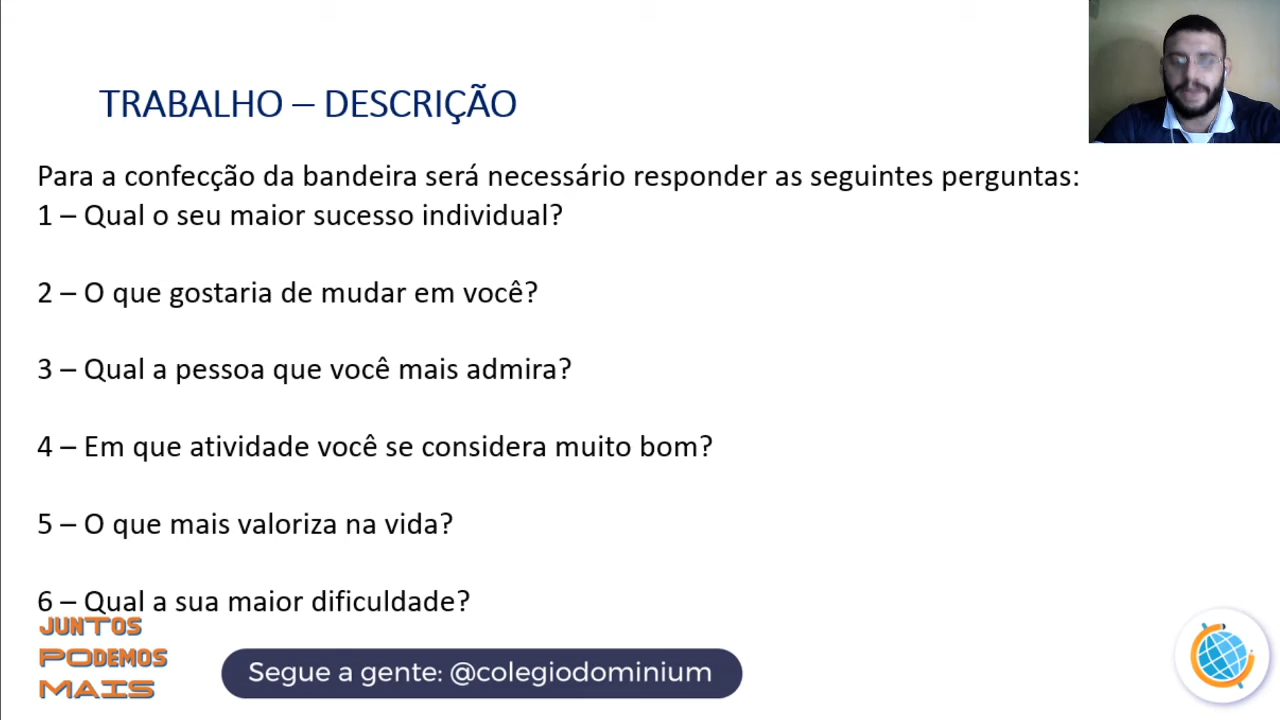 TRABALHO – DESCRIÇÃO
Para a confecção da bandeira será necessário responder as seguintes perguntas:
1 – Qual o seu maior sucesso individual?
2 – O que gostaria de mudar em você?
3 – Qual a pessoa que você mais admira?
4 – Em que atividade você se considera muito bom?
5 – O que mais valoriza na vida?
6 – Qual a sua maior dificuldade?
JUNTOS
PODEMOS
MAIS
Segue a gente: @colegiodominium